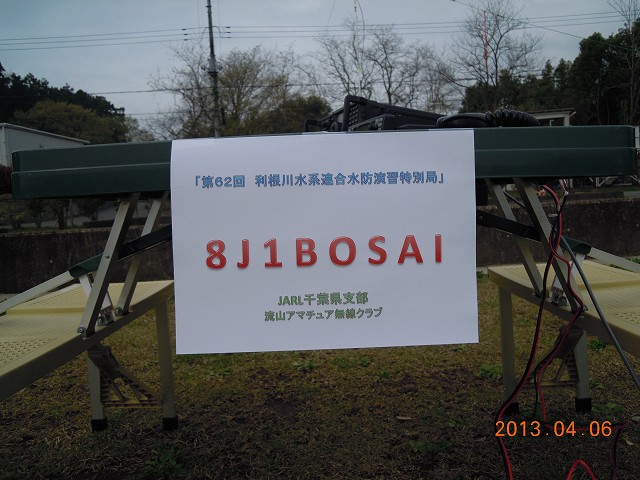 「第62回　利根川水系連合水防演習特別局」
8J1BOSAI
JARL千葉県支部
流山アマチュア無線クラブ
2013.04.06